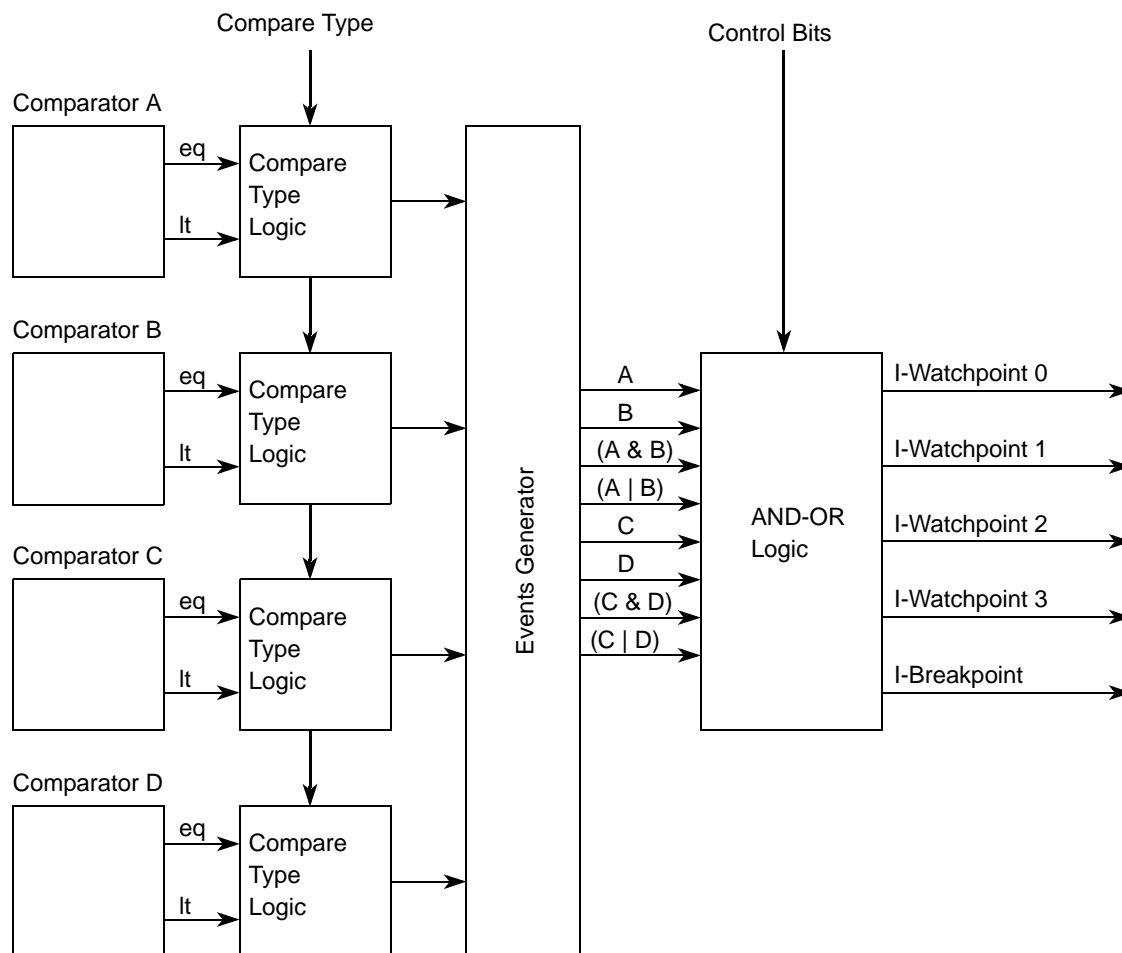 Compare Type
Control Bits
Comparator A
eq
lt
Compare
Type
Logic
Comparator B
eq
lt
Compare
Type
Logic
Comparator C
eq
lt
Compare
Type
Logic
Comparator D
eq
lt
Compare
Type
Logic
Events Generator
A
B
(A & B)
(A | B)
C
D
(C & D)
(C | D)
AND-OR
Logic
I-Watchpoint 0
I-Watchpoint 1
I-Watchpoint 2
I-Watchpoint 3
I-Breakpoint